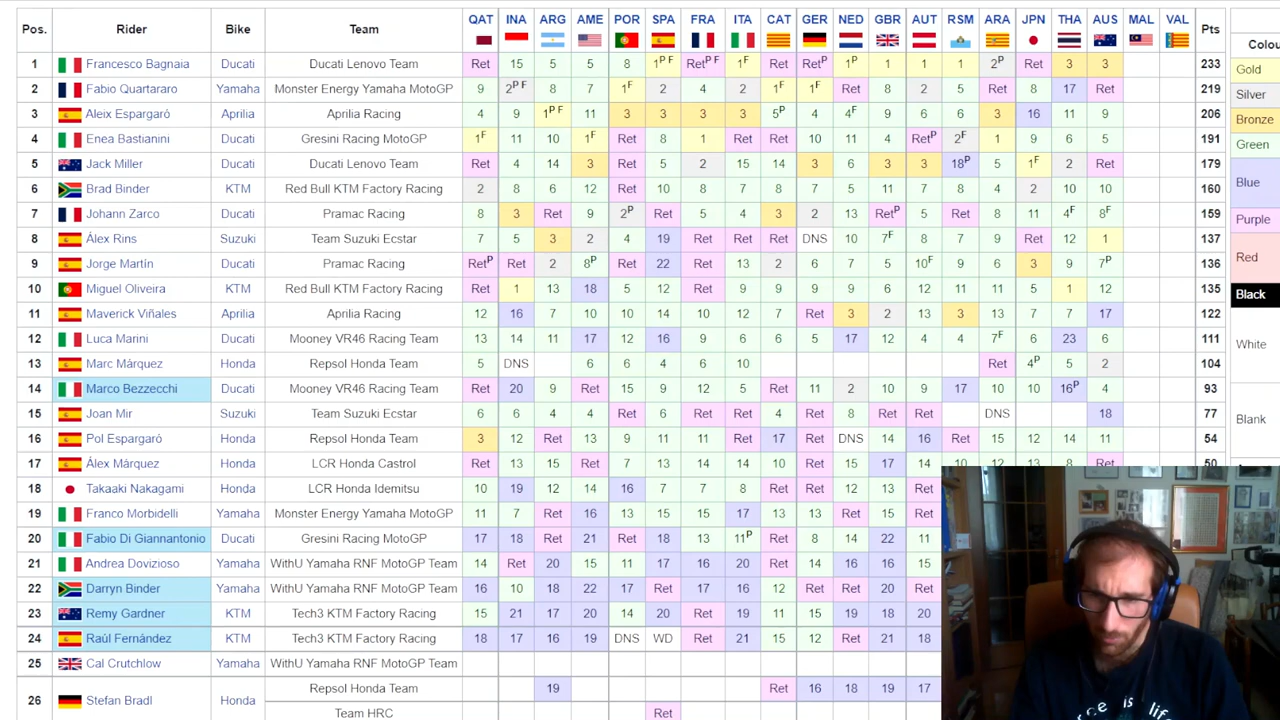 Pos. Rider Bike Team QAT INA ARG AME POR SPA FRA ITA CAT GER NED GBR AUT RSM ARA JPN THA AUS MAL VAL Pts
Colou
1 Francesco Bagnaia Ducati Ducati Lenovo Team Ret 15 5 5 8 1P F RetP F 1F Ret RetP 1P 1 1 1 2P Ret 3 3 233 Gold
2 Fabio Quartararo Yamaha Monster Energy Yamaha MotoGP 9 2P F 8 7 1F 2 4 2 1F 1F Ret 8 2 5 Ret 8 17 Ret 219 Silver
3 Aleix Espargaró Aprilia Aprilia Racing 4 9 1P F 11 3 3 3 3 5P 4 4F 9 6 6 3 16 11 9 206 Bronze
4 Enea Bastianini Ducati Gresini Racing MotoGP 1F 11 10 1F Ret 8 1 Ret Ret 10 11 4 RetP 2F 1 9 6 5 191 Green
5 Jack Miller Ducati Ducati Lenovo Team Ret 4 14 3 Ret 5 2 15 14 3 6 3 3 18P 5 1F 2 Ret 179 Blue
6 Brad Binder KTM Red Bull KTM Factory Racing 2 8 6 12 Ret 10 8 7 8 7 5 11 7 8 4 2 10 10 160
7 Johann Zarco Ducati Pramac Racing 8 3 Ret 9 2P Ret 5 4 3 2 13 RetP 5 Ret 8 11 4F 8F 159 Purple
8 Álex Rins Suzuki Team Suzuki Ecstar 7 5 3 2 4 19 Ret Ret Ret DNS 10 7F 8 7 9 Ret 12 1 137
9 Jorge Martín Ducati Pramac Racing RetP Ret 2 8P Ret 22 Ret 13 2 6 7 5 10F 9 6 3 9 7P 136 Red
10 Miguel Oliveira KTM Red Bull KTM Factory Racing Ret 1 13 18 5 12 Ret 9 9 9 9 6 12 11 11 5 1 12 135 Black
11 Maverick Viñales Aprilia Aprilia Racing 12 16 7 10 10 14 10 12 7 Ret 3 2 13 3 13 7 7 17 122
12 Luca Marini Ducati Mooney VR46 Racing Team 13 14 11 17 12 16 9 6 6 5 17 12 4 4 7F 6 23 6 111 White
13 Marc Márquez Honda Repsol Honda Team 5 DNS 6 6 4 6 10 Ret 4P 5 2 104
14 Marco Bezzecchi Ducati Mooney VR46 Racing Team Ret 20 9 Ret 15 9 12 5 Ret 11 2 10 9 17 10 10 16P 4 93
15 Joan Mir Suzuki Team Suzuki Ecstar 6 6 4 4 Ret 6 Ret Ret 4 Ret 8 Ret Ret DNS 18 77 Blank
16 Pol Espargaró Honda Repsol Honda Team 3 12 Ret 13 9 11 11 Ret 17 Ret DNS 14 16 Ret 15 12 14 11 54
17 Álex Márquez Honda LCR Honda Castrol Ret 13 15 Ret 7 13 14 14 10 Ret 15 17 14 10 12 13 8 Ret 50
18 Takaaki Nakagami Honda LCR Honda Idemitsu 10 19 12 14 16 7 7 8 Ret Ret 12 13 Ret
19 Franco Morbidelli Yamaha Monster Energy Yamaha MotoGP 11 7 Ret 16 13 15 15 17 13 13 Ret 15 Ret
20 Fabio Di Giannantonio Ducati Gresini Racing MotoGP 17 18 Ret 21 Ret 18 13 11P Ret 8 14 22 11
21 Andrea Dovizioso Yamaha WithU Yamaha RNF MotoGP Team 14 Ret 20 15 11 17 16 20 Ret 14 16 16 15
22 Darryn Binder Yamaha WithU Yamaha RNF MotoGP Team 16 10 18 22 17 Ret 17 16 12 Ret Ret 20 Ret
23 Remy Gardner KTM Tech3 KTM Factory Racing 15 21 17 20 14 20 Ret 19 11 15 19 18 20
24 Raúl Fernández KTM Tech3 KTM Factory Racing 18 17 16 19 DNS WD Ret 21 15 12 Ret 21 18
25 Cal Crutchlow Yamaha WithU Yamaha RNF MotoGP Team
26 Stefan Bradl Honda Repsol Honda Team 19 Ret 16 18 19 17
Team HRC Ret